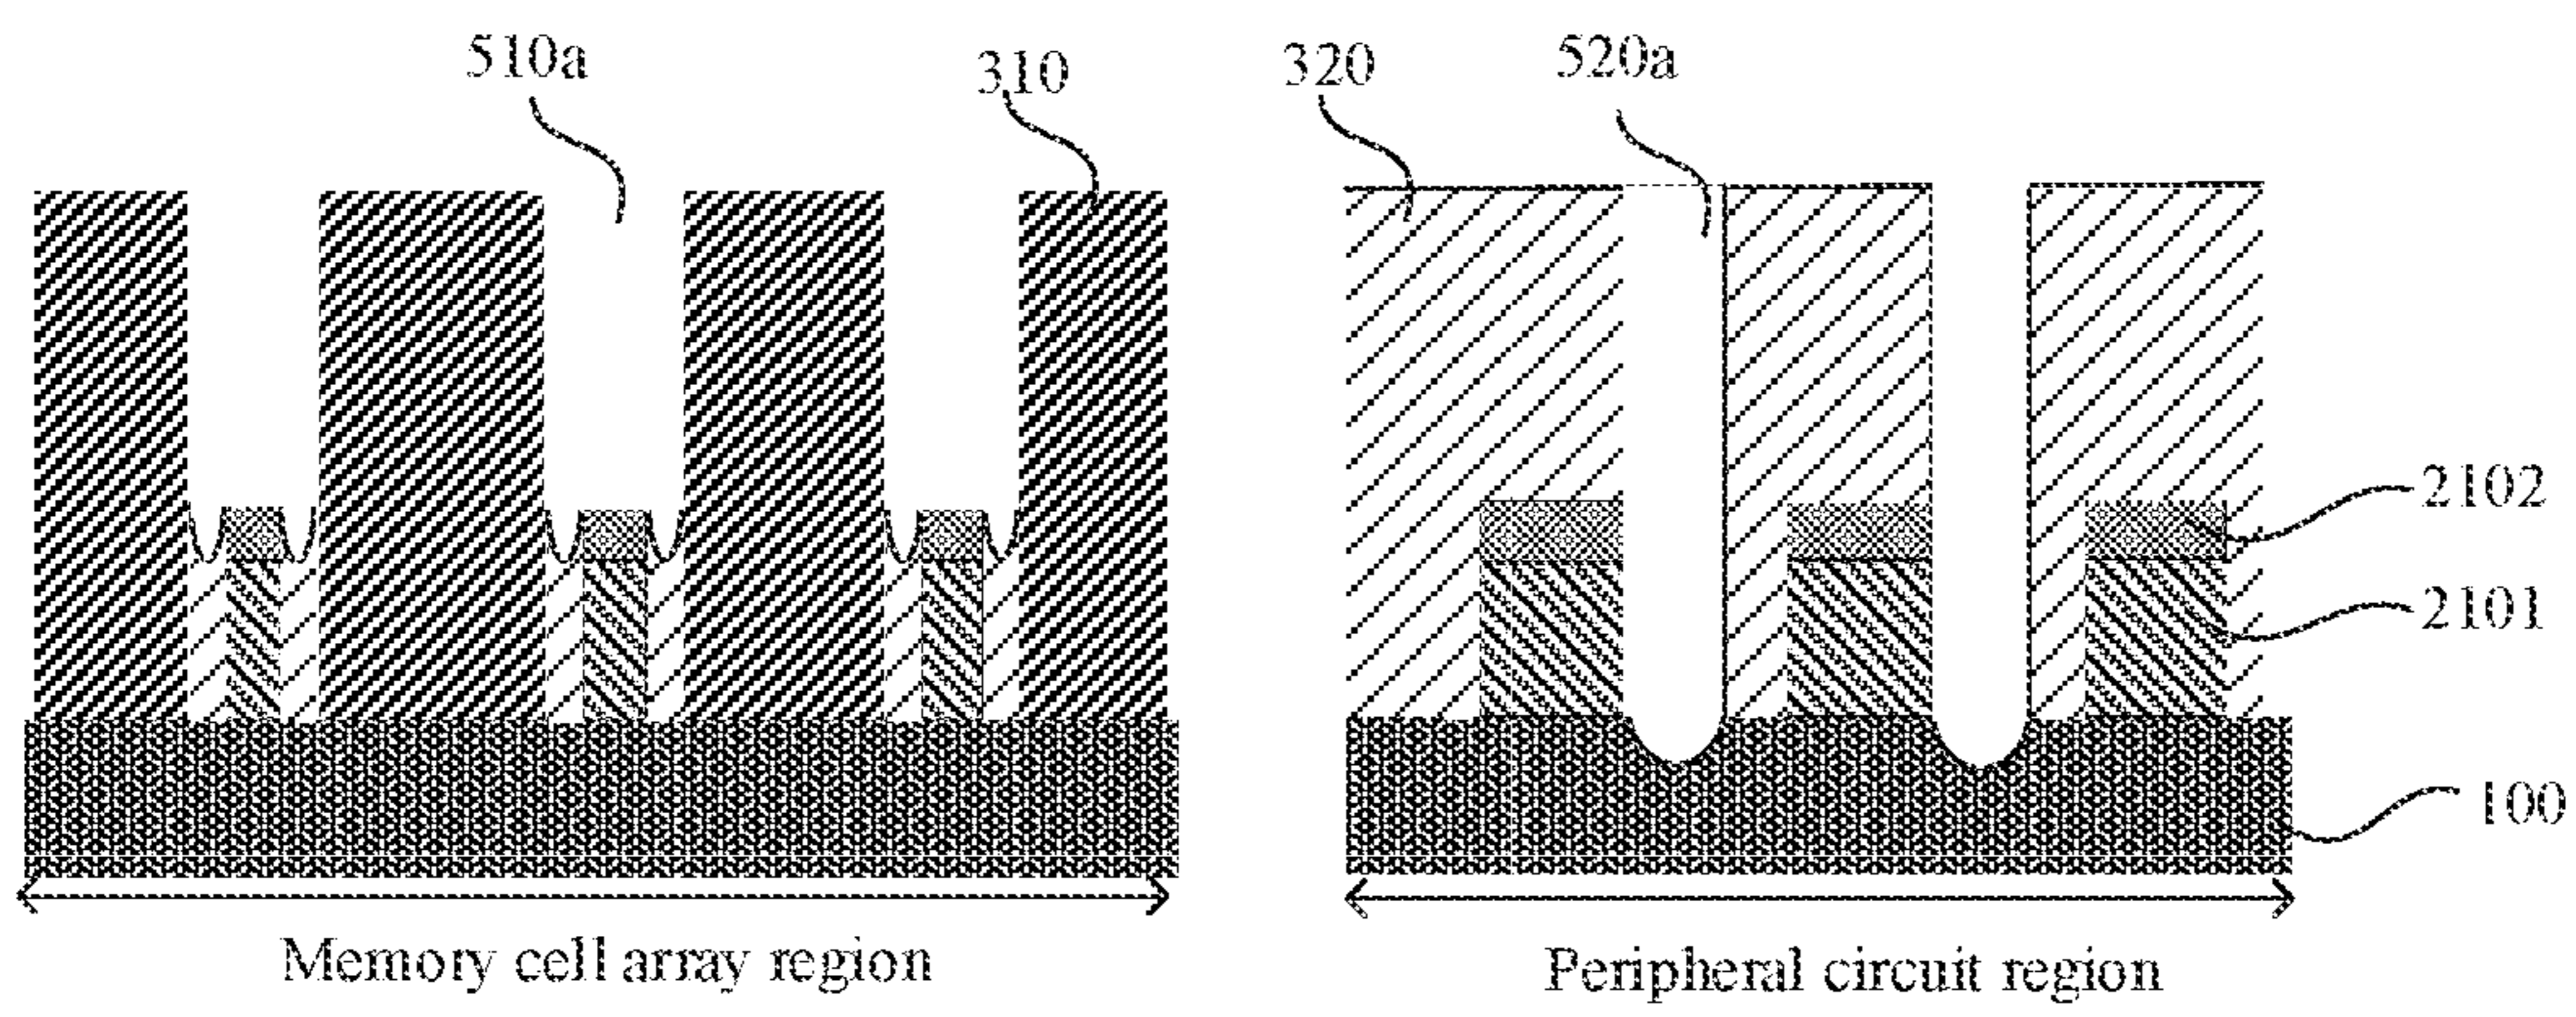 510a
310
320
520a
2102
2101
100
Memory cell array region
Peripheral circuit region